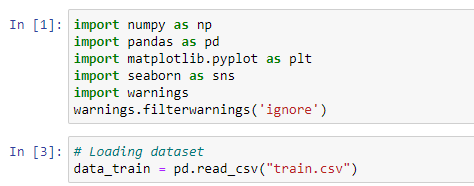 In [1]: import numpy as np
import pandas as pd
import matplotlib.pyplot as plt
import seaborn as sns
import warnings
warnings.filterwarnings('ignore')
In [3]: # Loading dataset
data_train = pd.read_csv("train.csv")